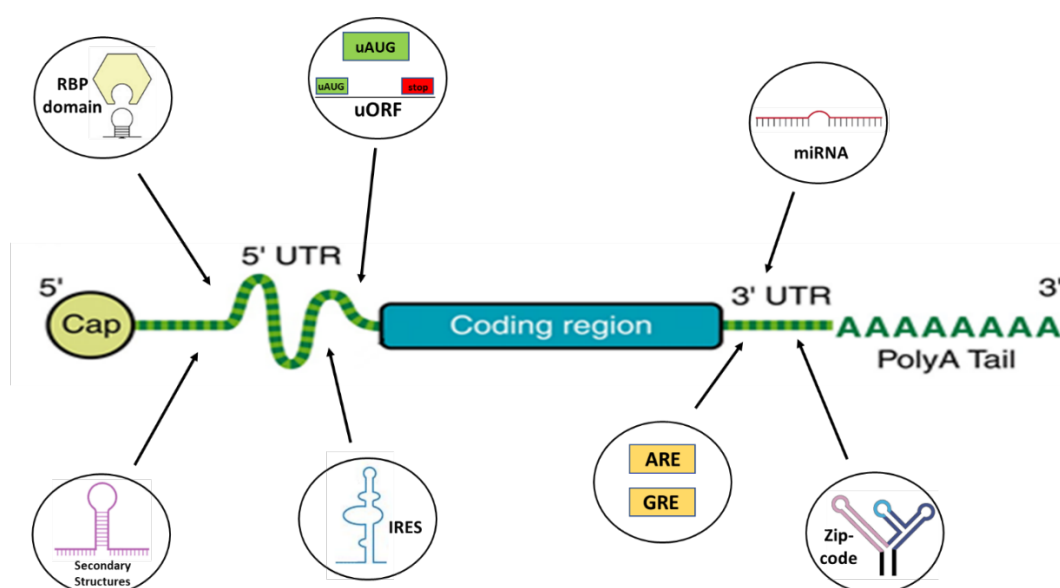 RBP
domain
uAUG
uAUG
stop
uORF
miRNA
5' UTR
5'
Cap
Coding region
3' UTR
3'
AAAAAAAA
PolyA Tail
Secondary
Structures
IRES
ARE
GRE
Zip-
code